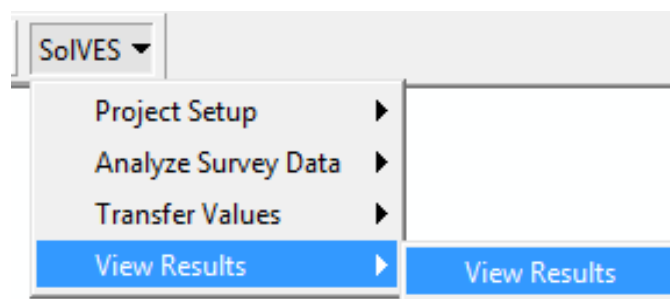 SolVES
Project Setup
Analyze Survey Data
Transfer Values
View Results
View Results